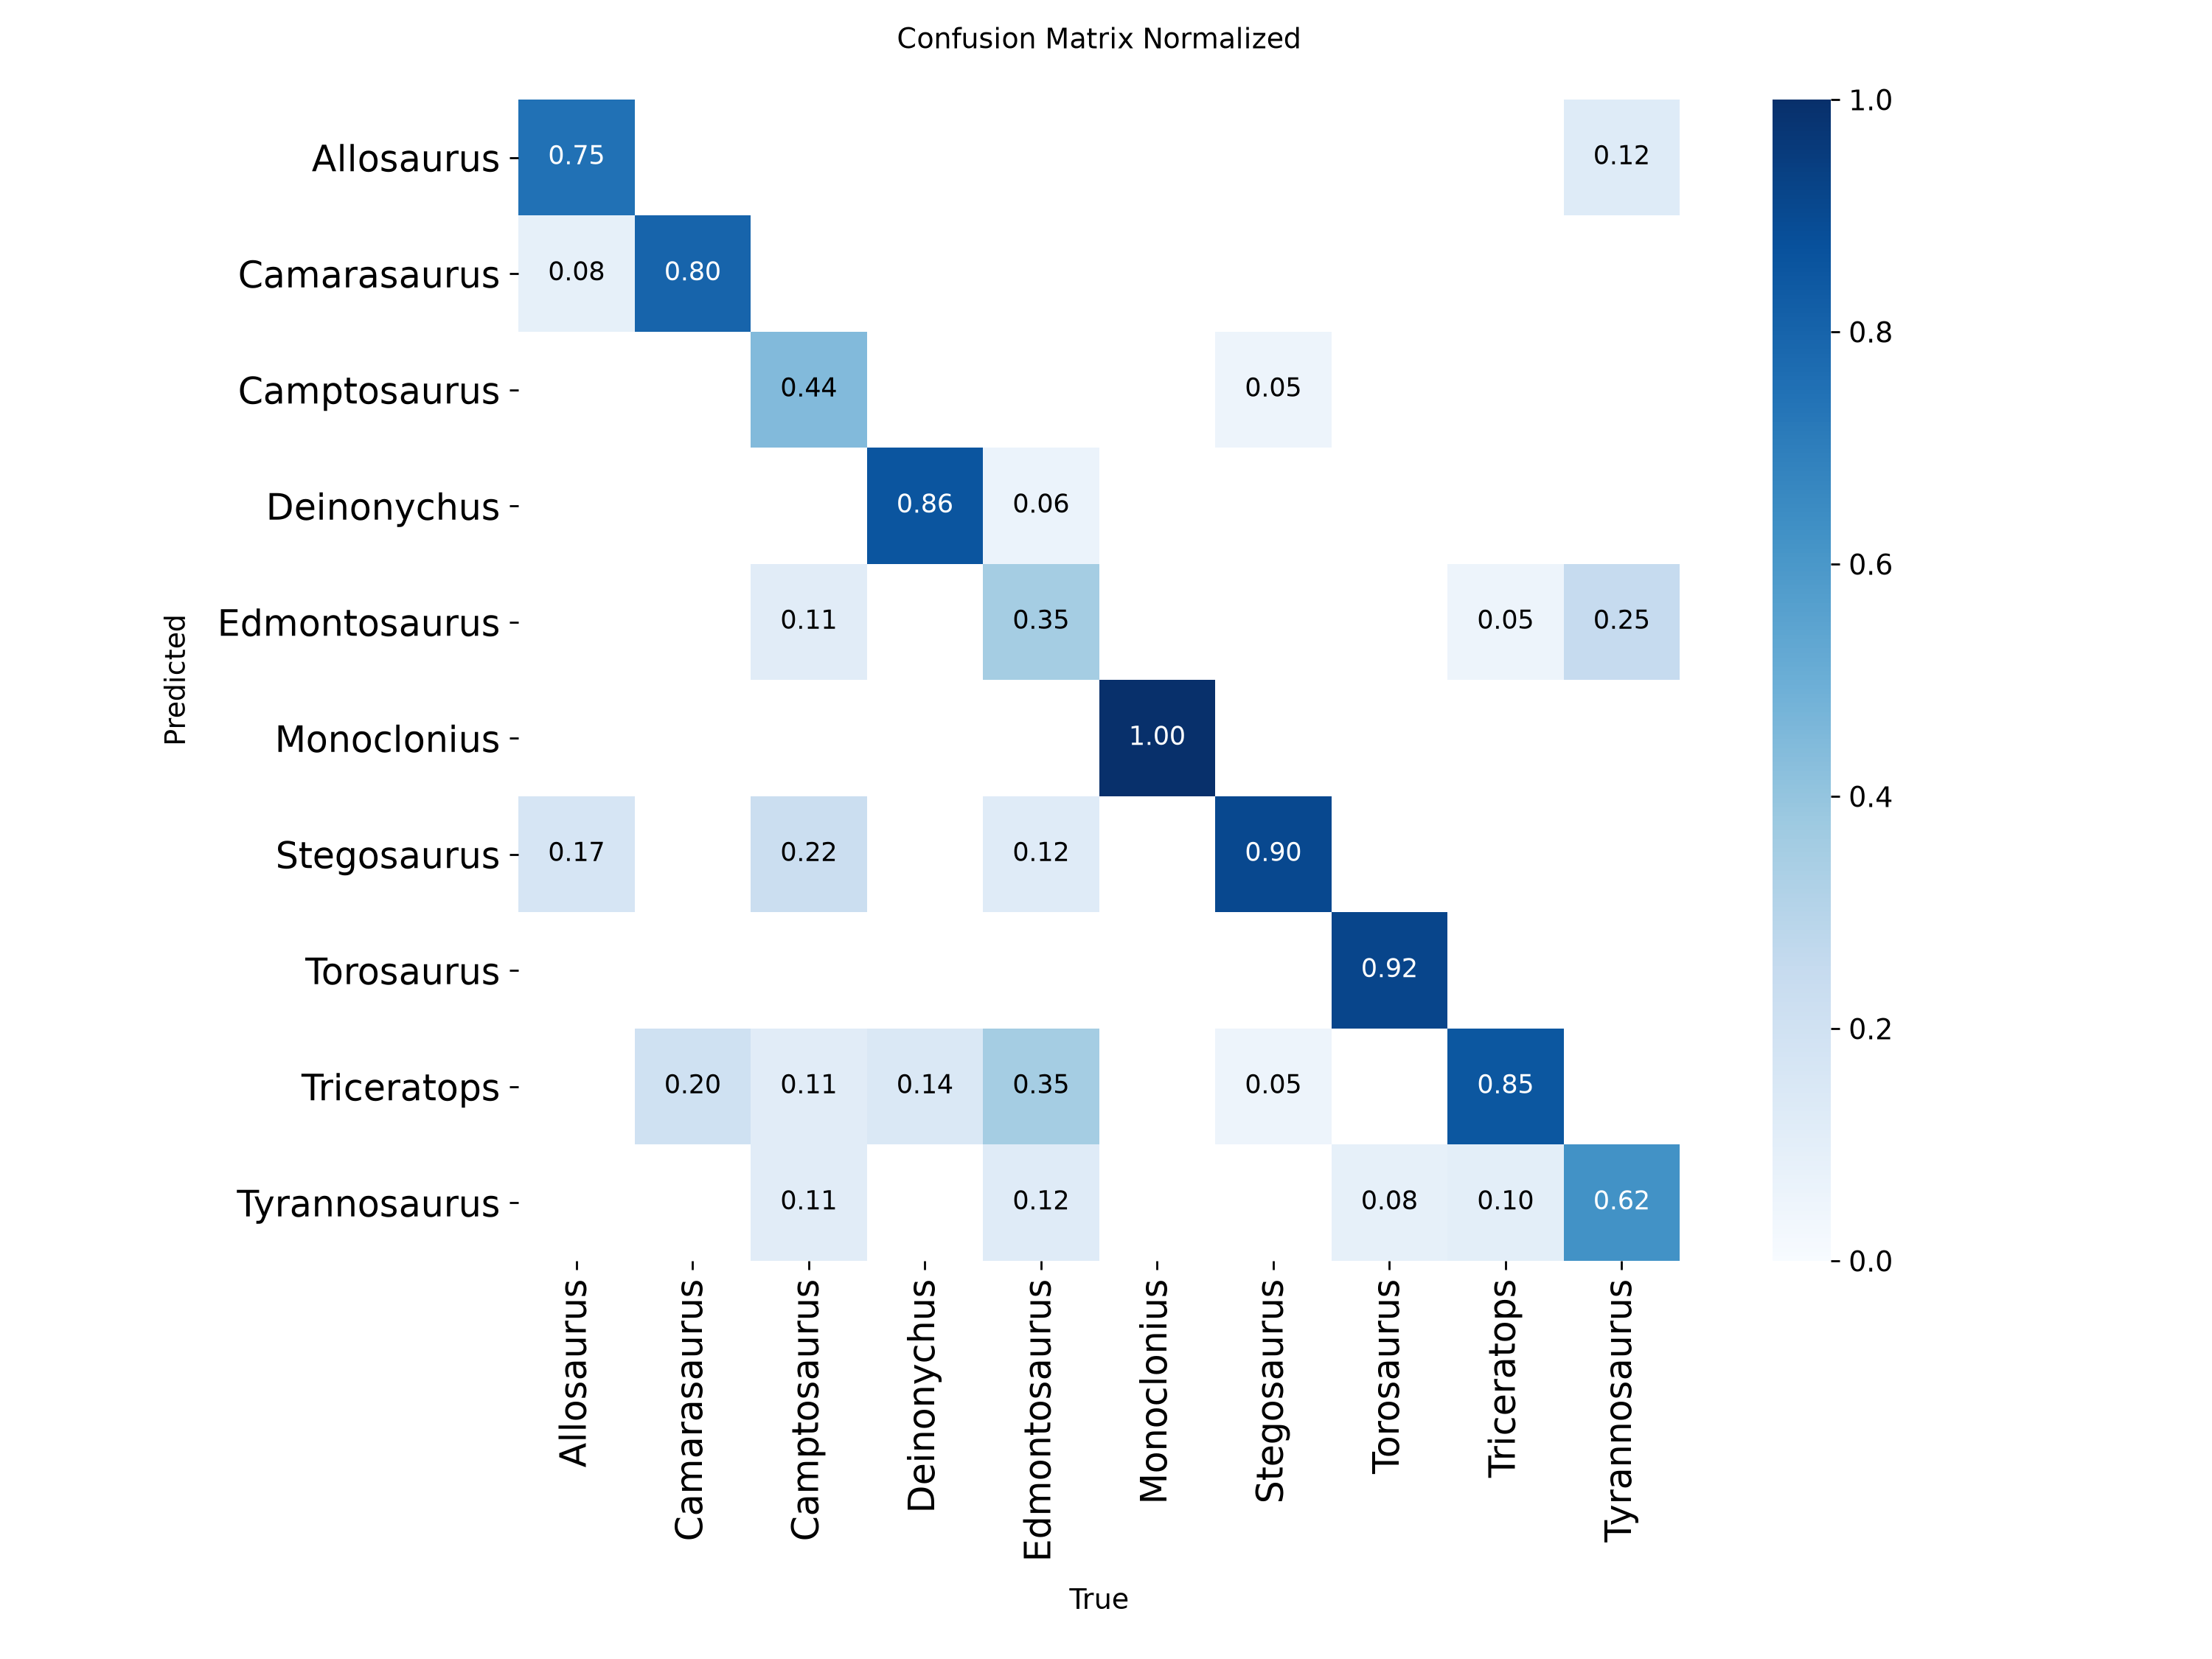 Confusion Matrix Normalized
Allosaurus 0.75 0.12
Camarasaurus 0.08 0.80
Camptosaurus 0.44 0.05
Deinonychus 0.86 0.06
Edmontosaurus 0.11 0.35 0.05 0.25
Monoclonius 1.00
Stegosaurus 0.17 0.22 0.12 0.90
Torosaurus 0.92
Triceratops 0.20 0.11 0.14 0.35 0.05 0.85
Tyrannosaurus 0.11 0.12 0.08 0.10 0.62
Predicted
Allosaurus
Camarasaurus
Camptosaurus
Deinonychus
Edmontosaurus
Monoclonius
Stegosaurus
Torosaurus
Triceratops
Tyrannosaurus
True
1.0
0.8
0.6
0.4
0.2
0.0